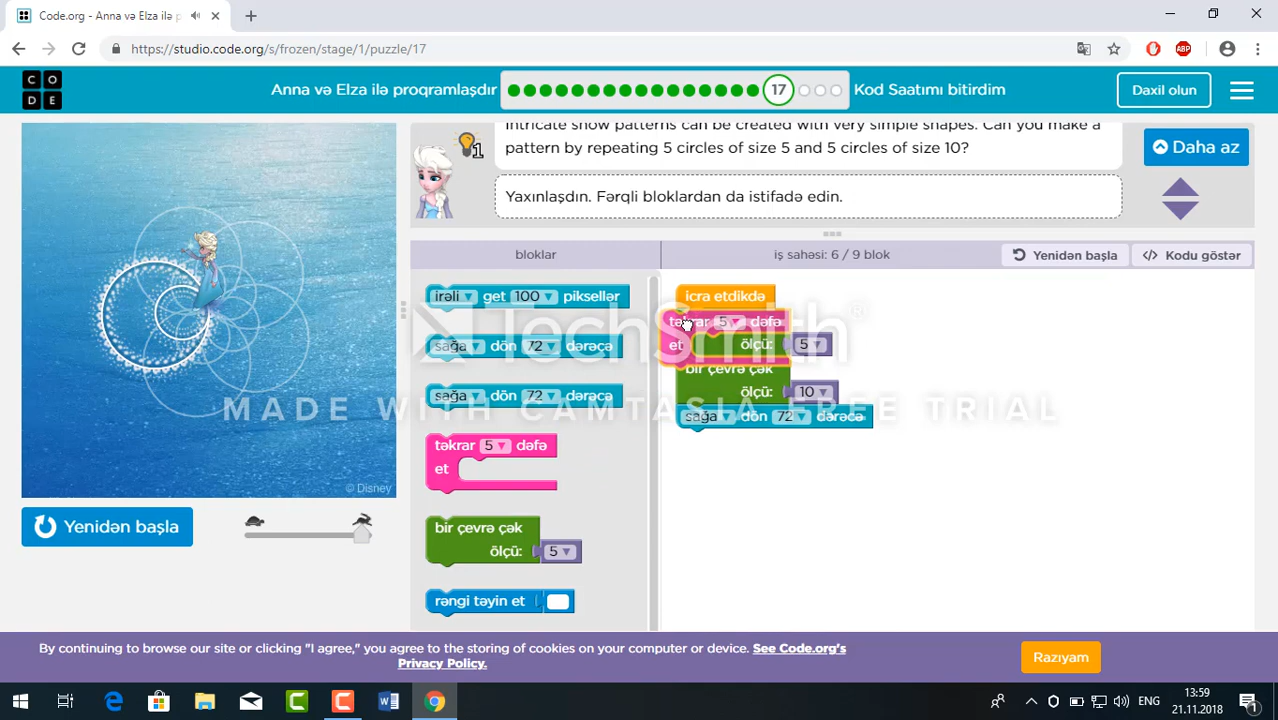 Code.org - Anna və Elza ilə p
https://studio.code.org/s/frozen/stage/1/puzzle/17
ABP
C O
D E
Anna və Elza ilə proqramlaşdır
17
Kod Saatımı bitirdim
Daxil olun
1
Intricate snow patterns can be created with very simple shapes. Can you make a
pattern by repeating 5 circles of size 5 and 5 circles of size 10?
Daha az
Yaxınlaşdın. Fərqli bloklardan da istifadə edin.
bloklar
iş sahəsi: 6 / 9 blok
Yenidən başla
Kodu göstər
irəli get 100 piksellər
sağa dön 72 dərəcə
sağa dön 72 dərəcə
təkrar 5 dəfə
et
bir çevrə çək
ölçü: 5
rəngi təyin et
icra etdikdə
təkrar 5 dəfə
et ölçü: 5
bir çevrə çək
ölçü: 10
sağa dön 72 dərəcə
TechSmith®
MADE WITH CAMTASIA FREE TRIAL
© Disney
Yenidən başla
By continuing to browse our site or clicking "I agree," you agree to the storing of cookies on your computer or device. See Code.org's
Privacy Policy.
Razıyam
ENG
13:59
21.11.2018
1